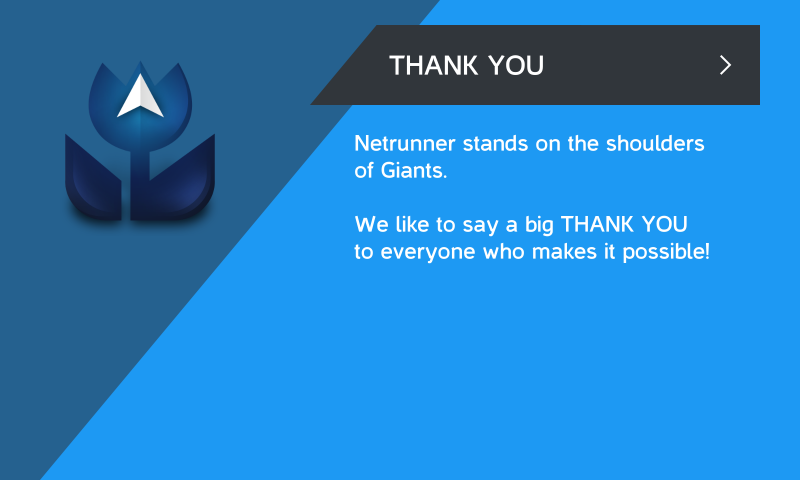 THANK YOU
Netrunner stands on the shoulders
of Giants.
We like to say a big THANK YOU
to everyone who makes it possible!